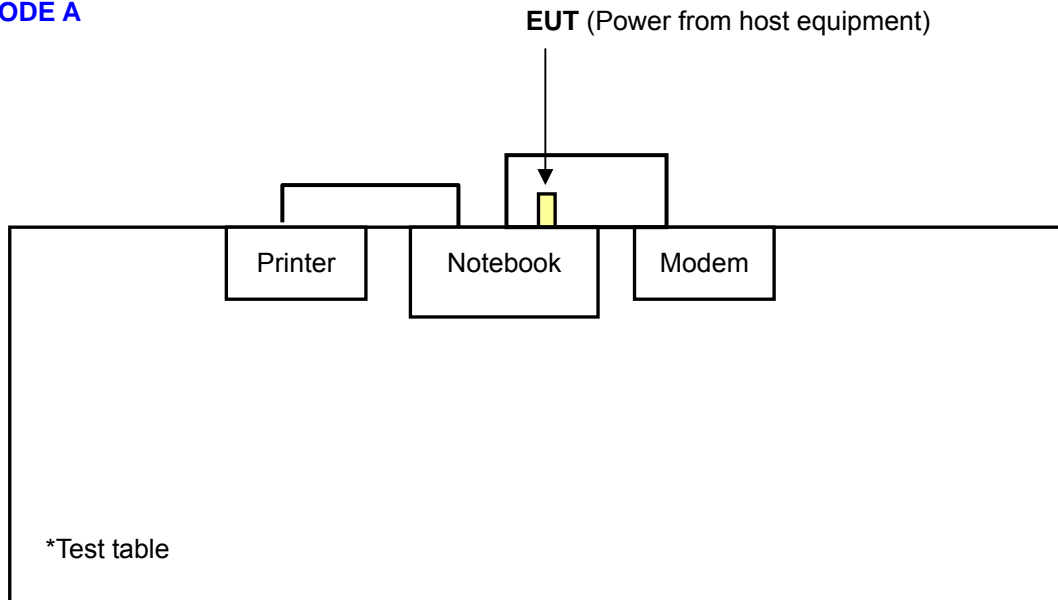 ODE A
EUT (Power from host equipment)
Printer
Notebook
Modem
*Test table